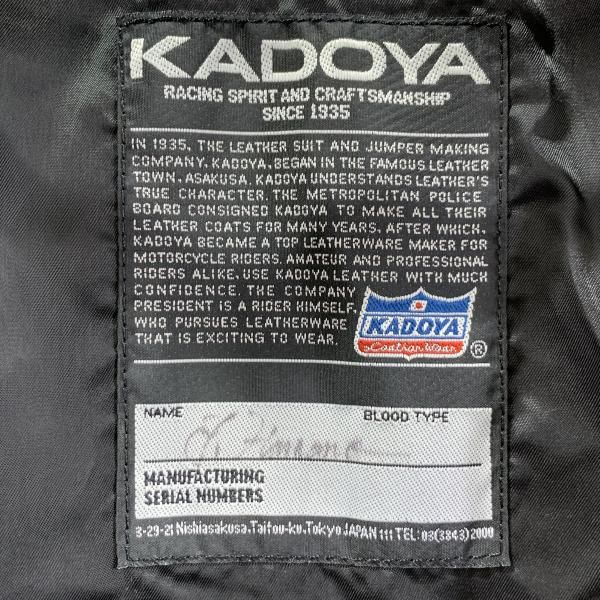 KADOYA
RACING SPIRIT AND CRAFTSMANSHIP
SINCE 1935
IN 1935, THE LEATHER SUIT AND JUMPER MAKING
COMPANY, KADOYA, BEGAN IN THE FAMOUS LEATHER
TOWN, ASAKUSA. KADOYA UNDERSTANDS LEATHER'S
TRUE CHARACTER. THE METROPOLITAN POLICE
BOARD CONSIGNED KADOYA TO MAKE ALL THEIR
LEATHER COATS FOR MANY YEARS, AFTER WHICH,
KADOYA BECAME A TOP LEATHERWARE MAKER FOR
MOTORCYCLE RIDERS. AMATEUR AND PROFESSIONAL
RIDERS ALIKE, USE KADOYA LEATHER WITH MUCH
CONFIDENCE. THE COMPANY
PRESIDENT IS A RIDER HIMSELF,
WHO PURSUES LEATHERWARE
THAT IS EXCITING TO WEAR.
KADOYA
Leather Wear
®
NAME BLOOD TYPE
MANUFACTURING
SERIAL NUMBERS
3-29-21 Nishiasakusa, Taitou-ku, Tokyo JAPAN 111 TEL: 03(3843)2000